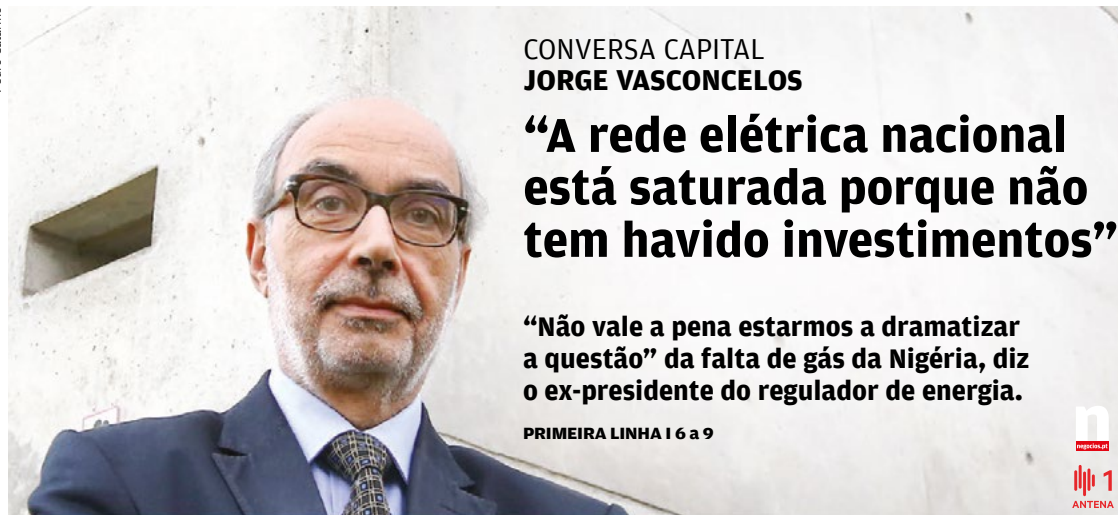 CONVERSA CAPITAL
JORGE VASCONCELOS
“A rede elétrica nacional
está saturada porque não
tem havido investimentos”
“Não vale a pena estarmos a dramatizar
a questão” da falta de gás da Nigéria, diz
o ex-presidente do regulador de energia.
PRIMEIRA LINHA I 6 a 9
n
negocios.pt
1
ANTENA